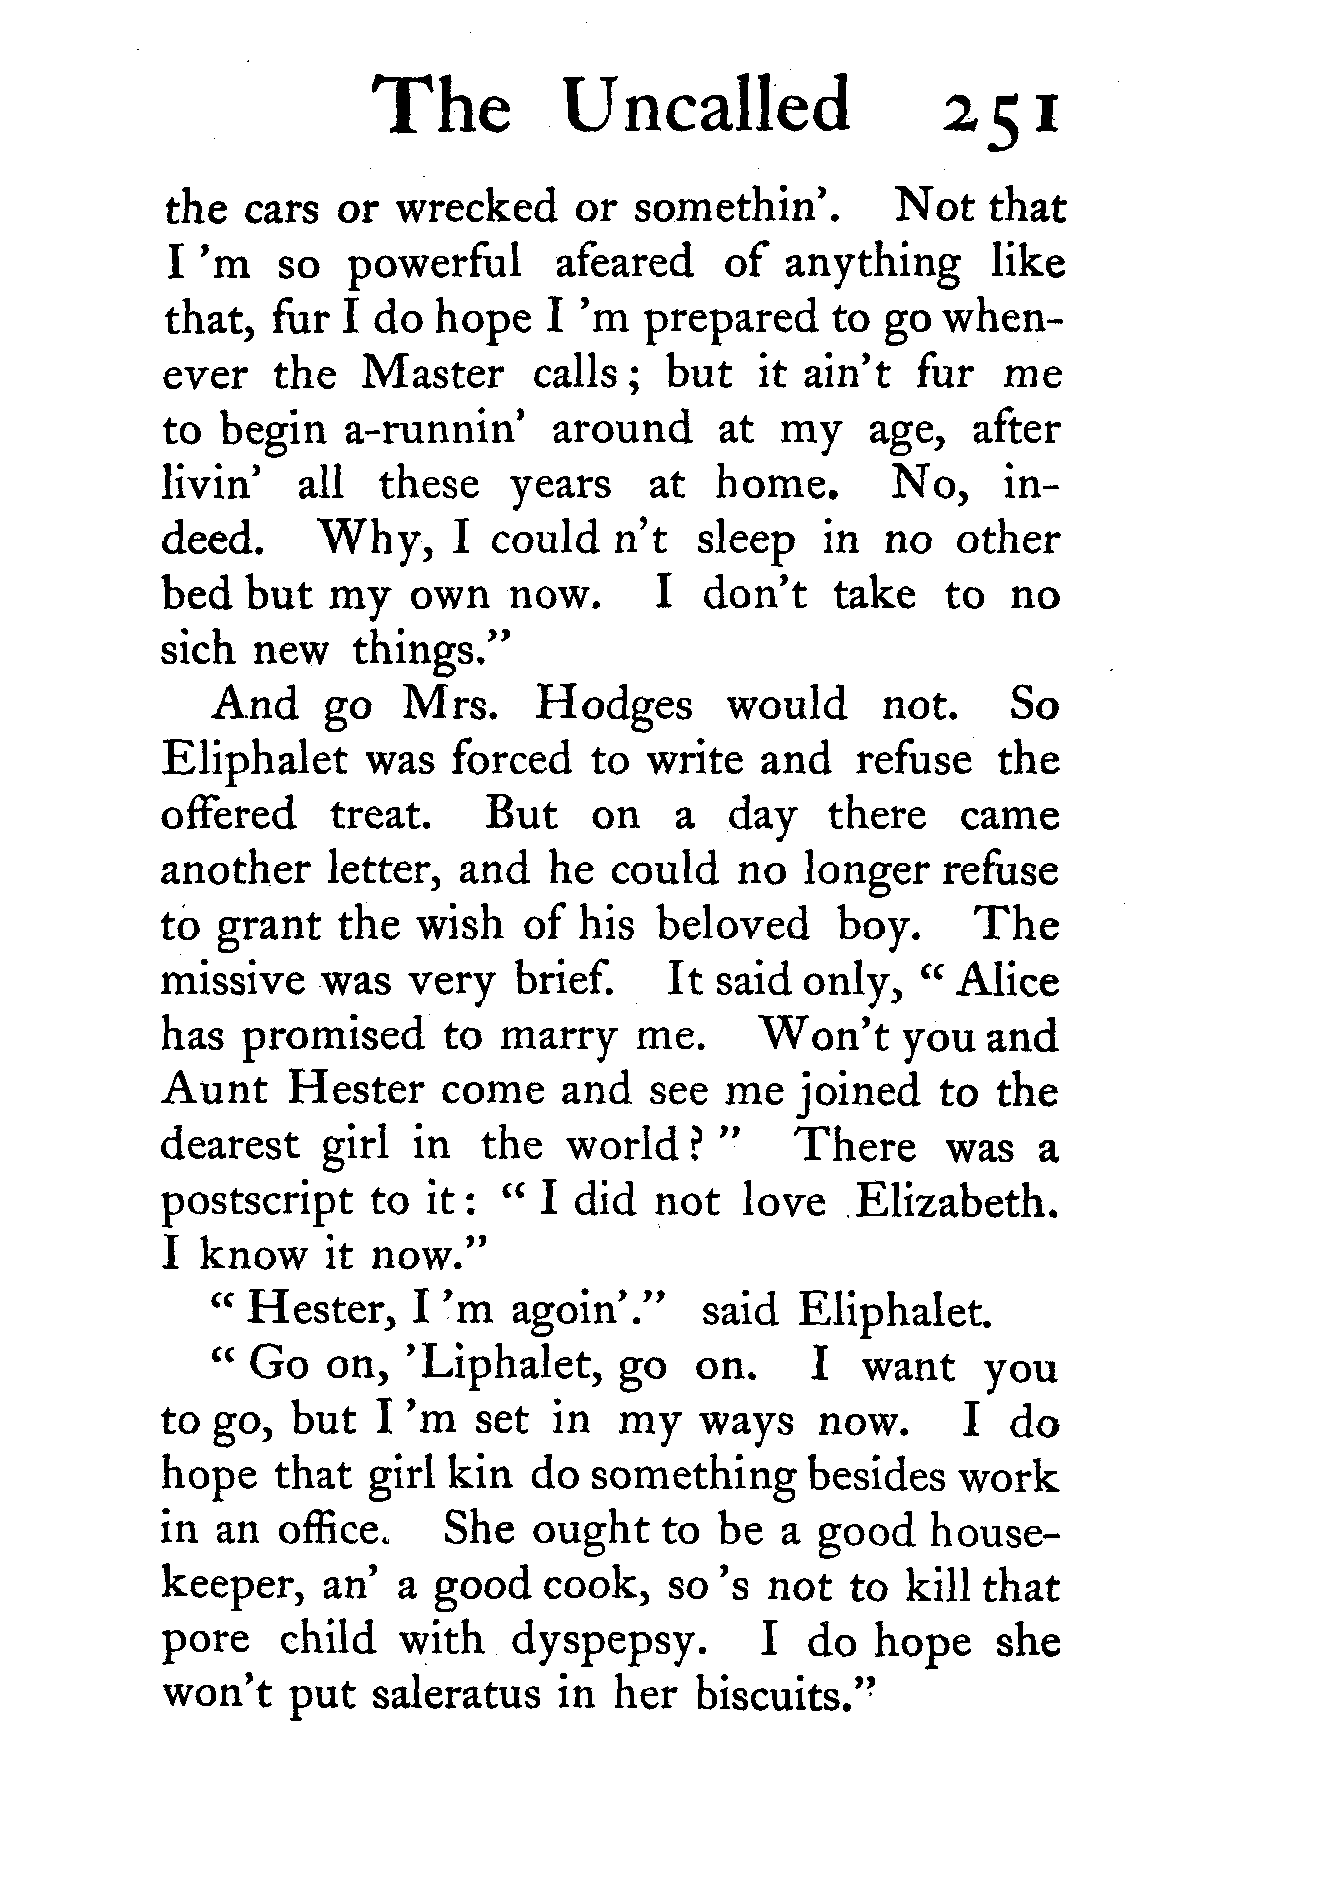 The Uncalled 251
the cars or wrecked or somethin'. Not that
I 'm so powerful afeared of anything like
that, fur I do hope I 'm prepared to go when-
ever the Master calls; but it ain't fur me
to begin a-runnin' around at my age, after
livin' all these years at home. No, in-
deed. Why, I could n't sleep in no other
bed but my own now. I don't take to no
sich new things."
And go Mrs. Hodges would not. So
Eliphalet was forced to write and refuse the
offered treat. But on a day there came
another letter, and he could no longer refuse
to grant the wish of his beloved boy. The
missive was very brief. It said only, " Alice
has promised to marry me. Won't you and
Aunt Hester come and see me joined to the
dearest girl in the world? " There was a
postscript to it: " I did not love Elizabeth.
I know it now."
" Hester, I 'm agoin'." said Eliphalet.
" Go on, 'Liphalet, go on. I want you
to go, but I 'm set in my ways now. I do
hope that girl kin do something besides work
in an office. She ought to be a good house-
keeper, an' a good cook, so 's not to kill that
pore child with dyspepsy. I do hope she
won't put saleratus in her biscuits."